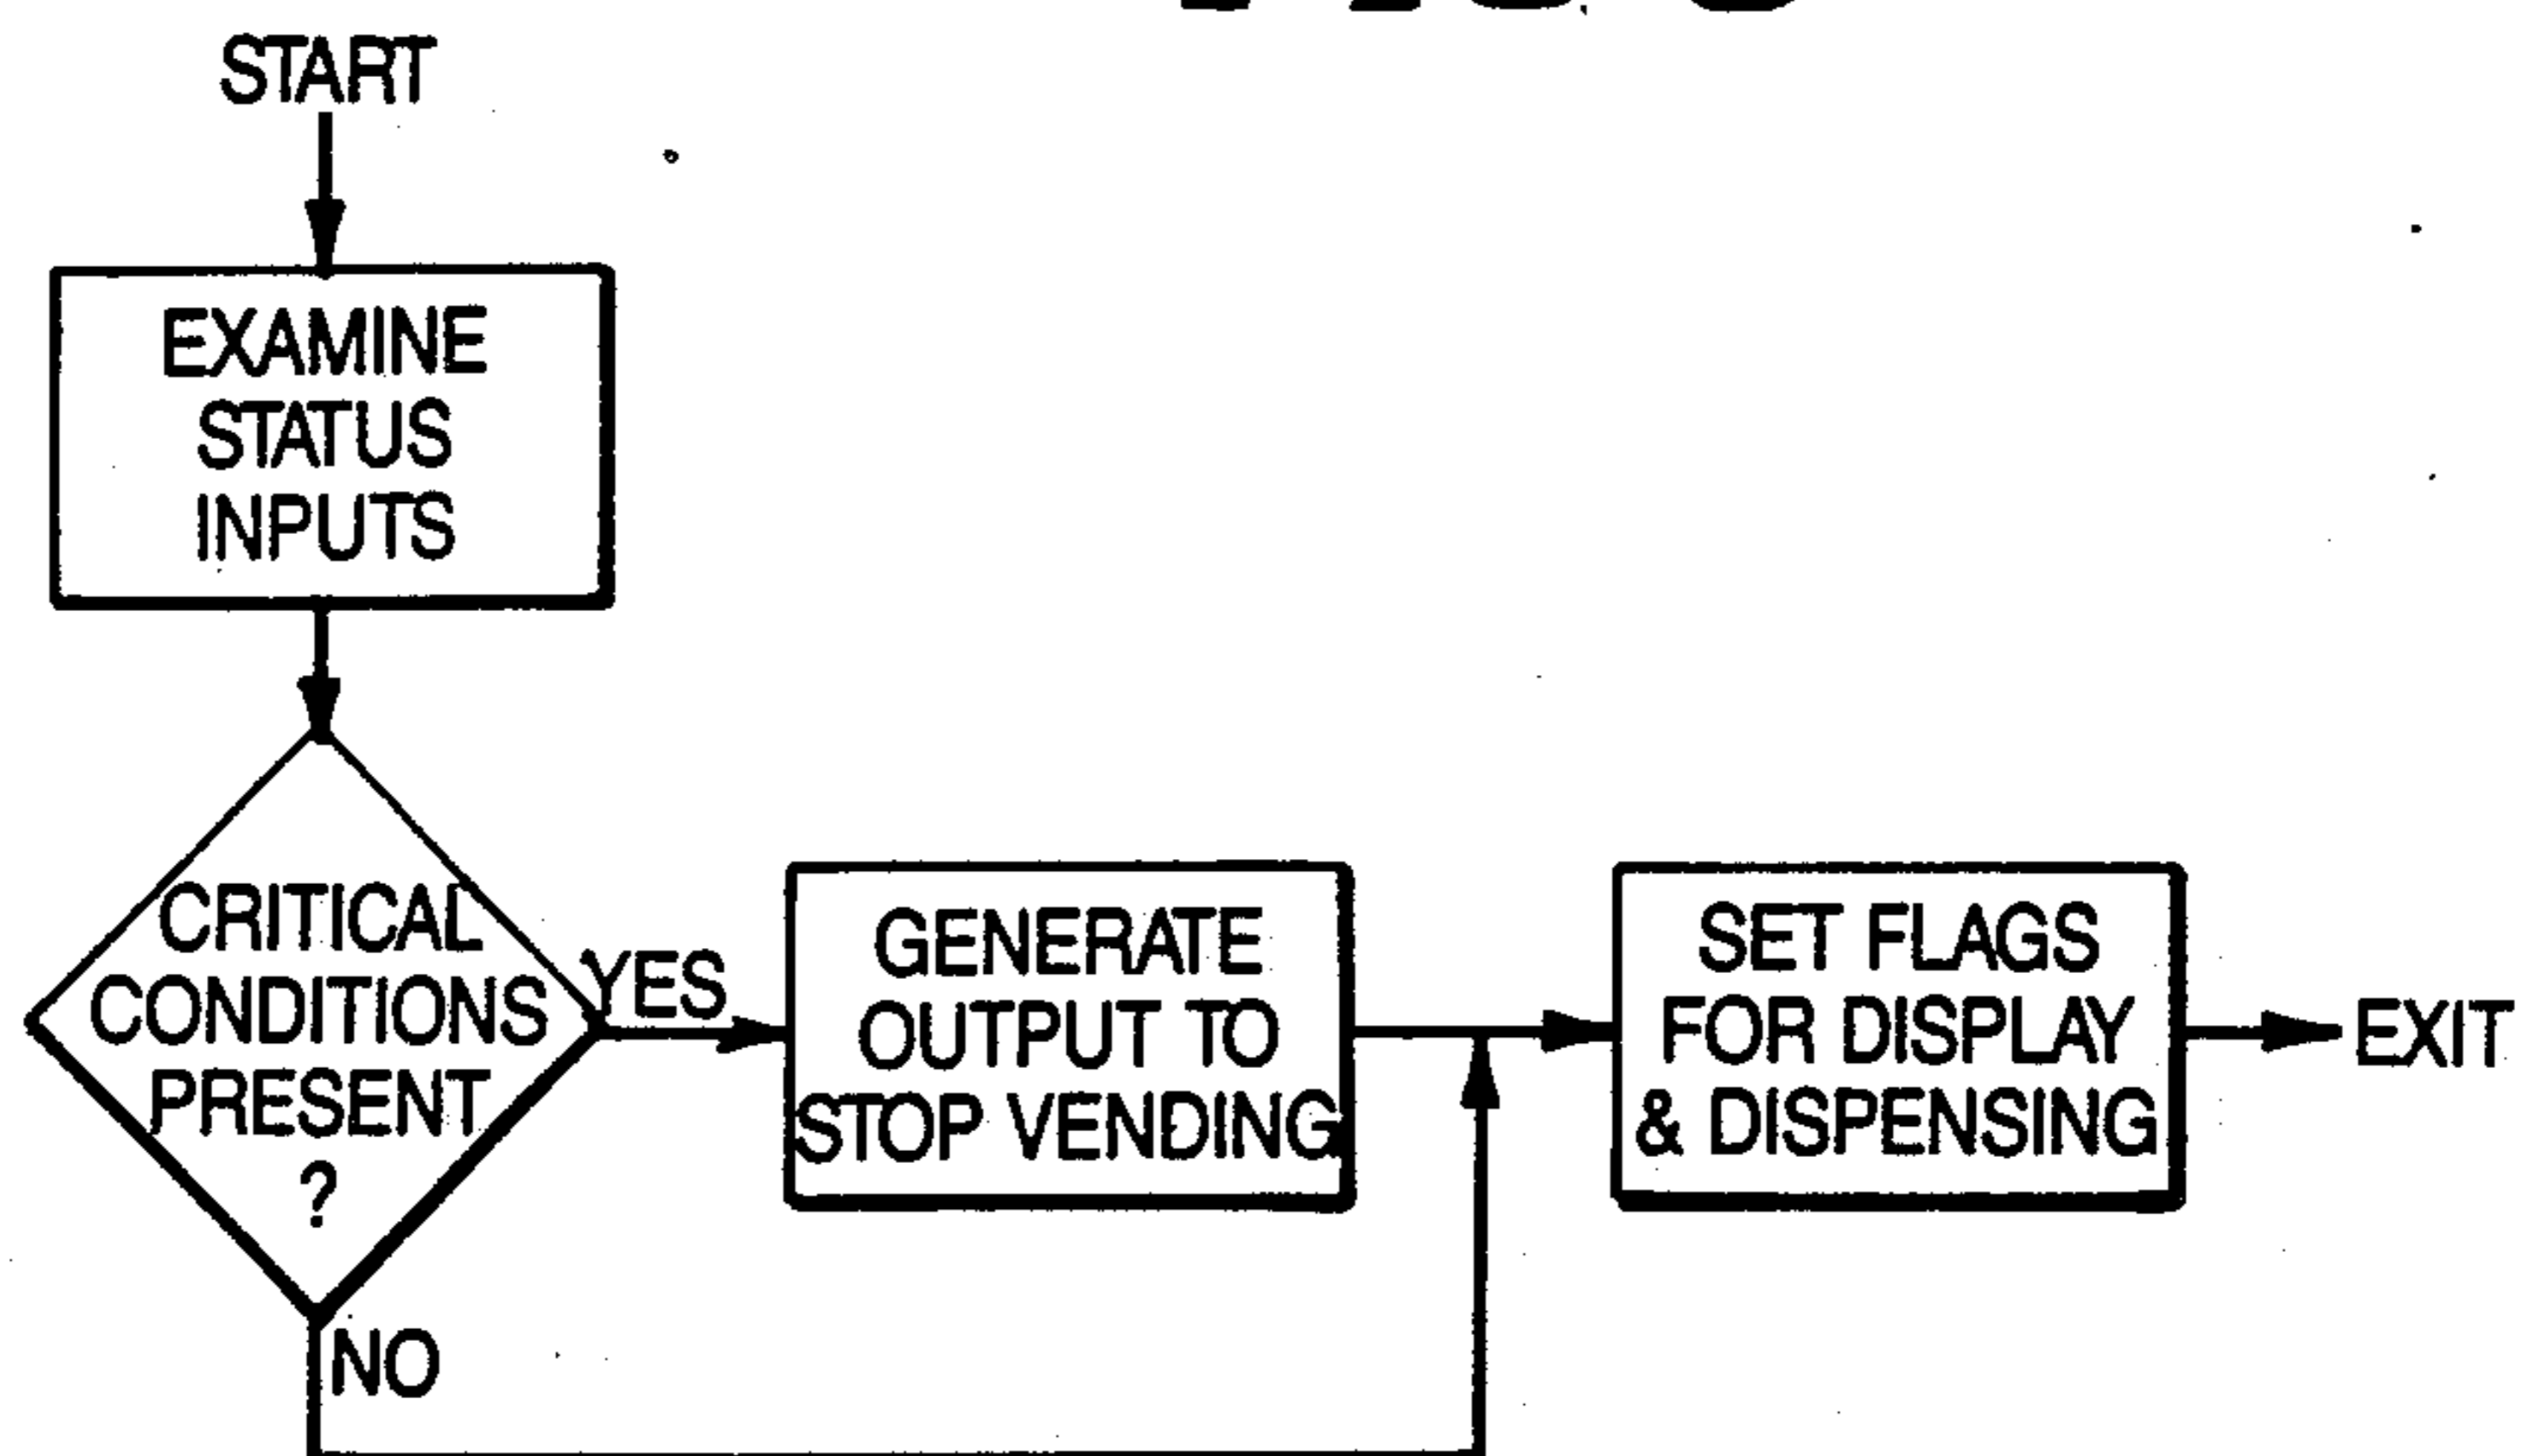 START
EXAMINE
STATUS
INPUTS
CRITICAL
CONDITIONS
PRESENT
?
YES
NO
GENERATE
OUTPUT TO
STOP VENDING
SET FLAGS
FOR DISPLAY
& DISPENSING
EXIT